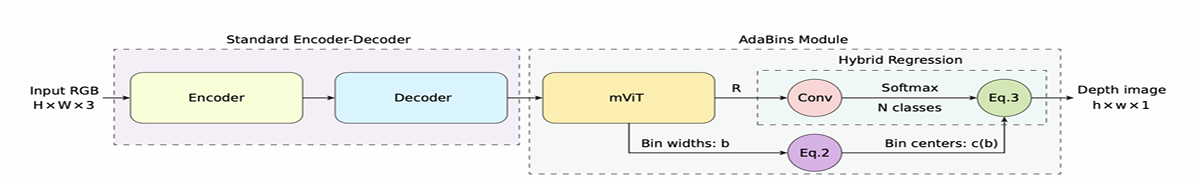 Standard Encoder-Decoder
AdaBins Module
Hybrid Regression
Input RGB
H×W×3
Encoder
Decoder
mViT
R
Conv
Softmax
N classes
Eq.3
Depth image
h×w×1
Bin widths: b
Eq.2
Bin centers: c(b)